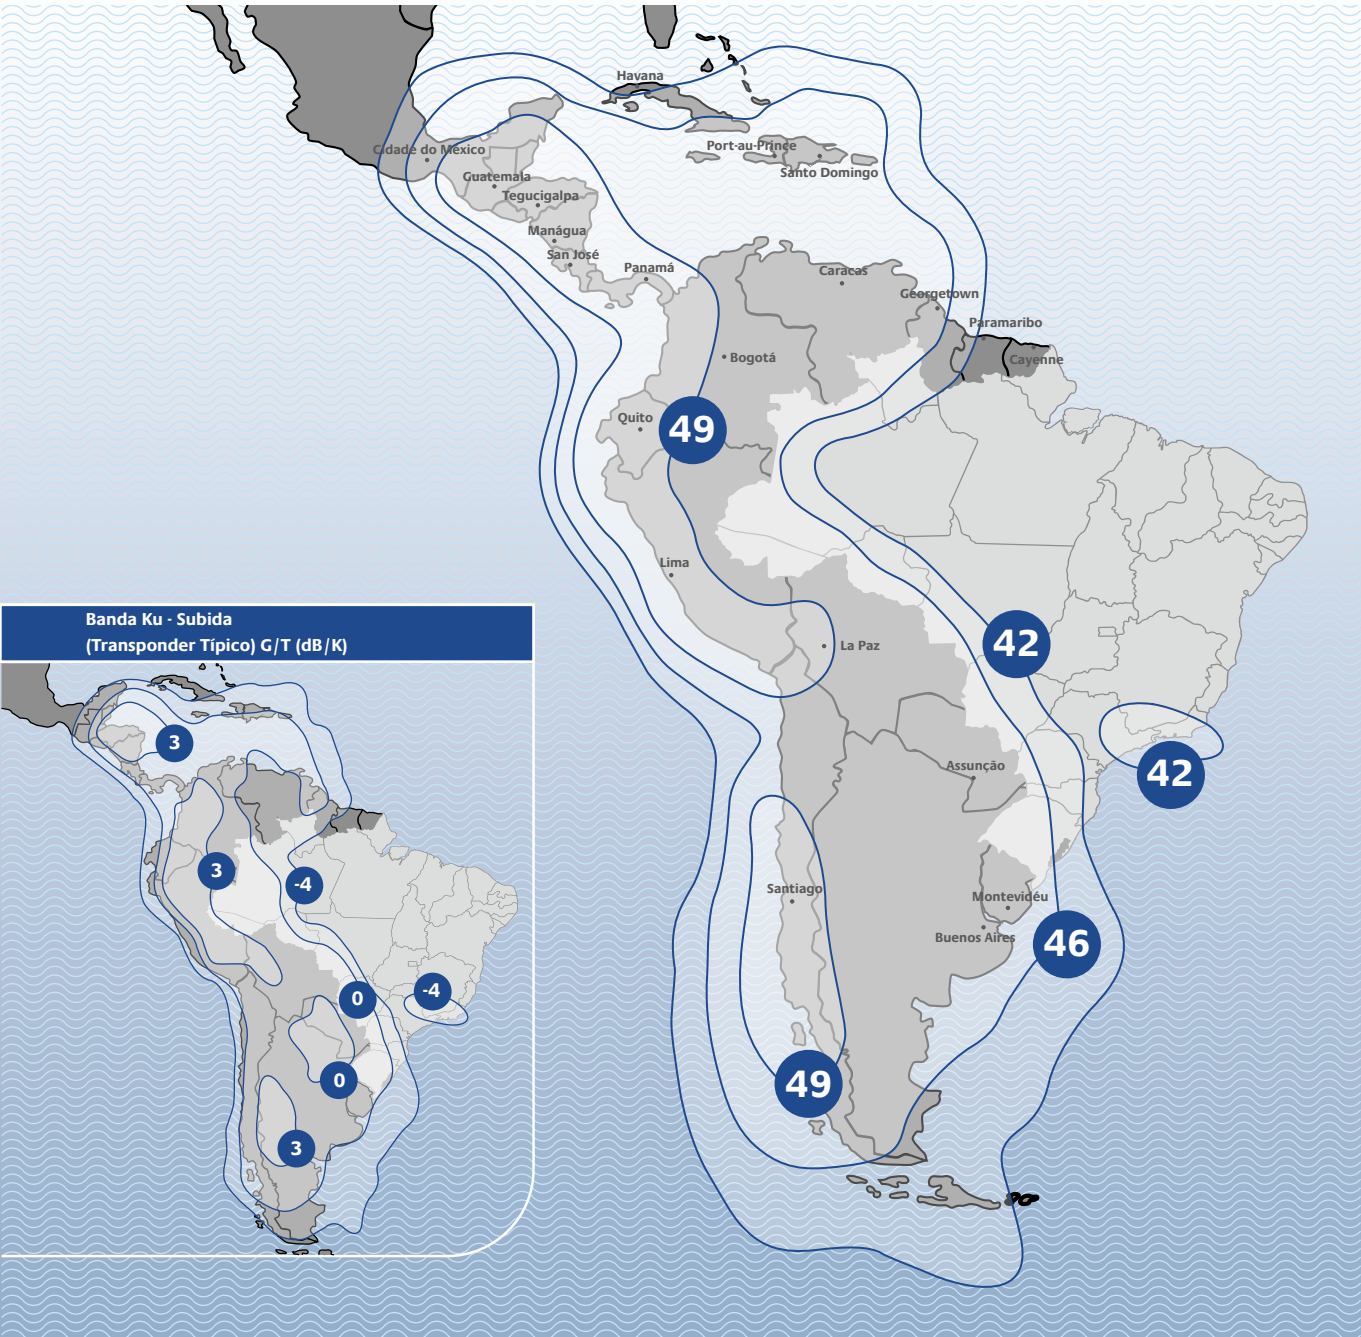 Havana
Cidade do México
Port-au-Prince
Santo Domingo
Guatemala
Tegucigalpa
Manágua
San José
Panamá
Caracas
Georgetown
Paramaribo
Cayenne
Bogotá
Quito
49
Lima
La Paz
42
42
Assunção
Santiago
Montevidéu
Buenos Aires
46
49
Banda Ku - Subida
(Transponder Típico) G/T (dB/K)
3
3
-4
-4
0
0
3